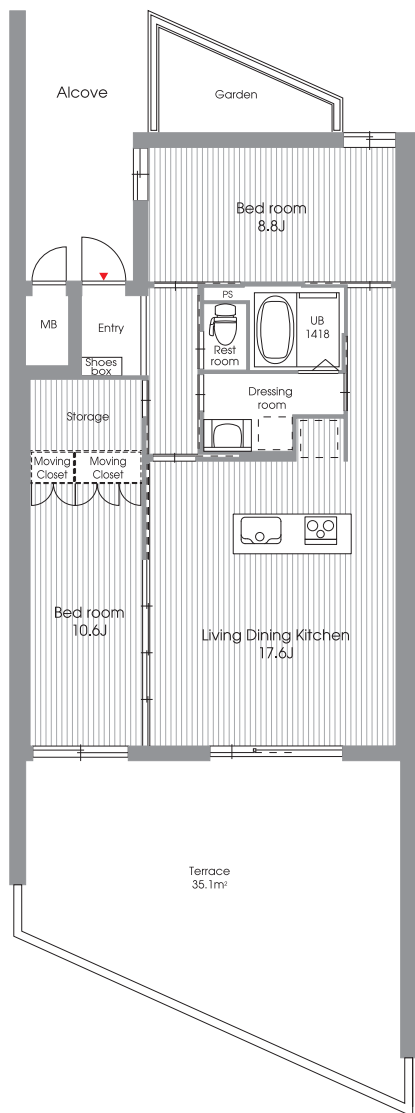 Alcove
Garden
Bed room
8.8J
PS
MB
Entry
Rest
room
UB
1418
Shoes
box
Dressing
room
Storage
Moving
Closet
Moving
Closet
Bed room
10.6J
Living Dining Kitchen
17.6J
Terrace
35.1m²